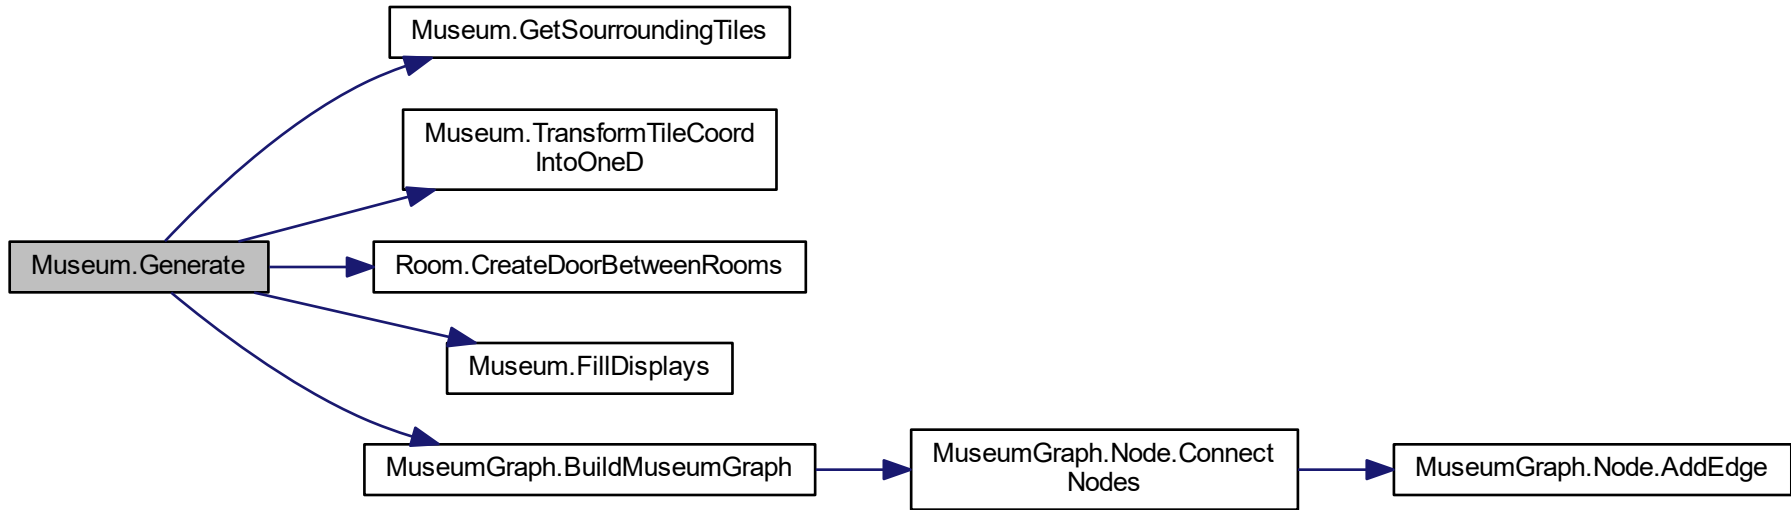 Museum.GetSourroundingTiles
Museum.TransformTileCoord
IntoOneD
Museum.Generate
Room.CreateDoorBetweenRooms
Museum.FillDisplays
MuseumGraph.BuildMuseumGraph
MuseumGraph.Node.Connect
Nodes
MuseumGraph.Node.AddEdge